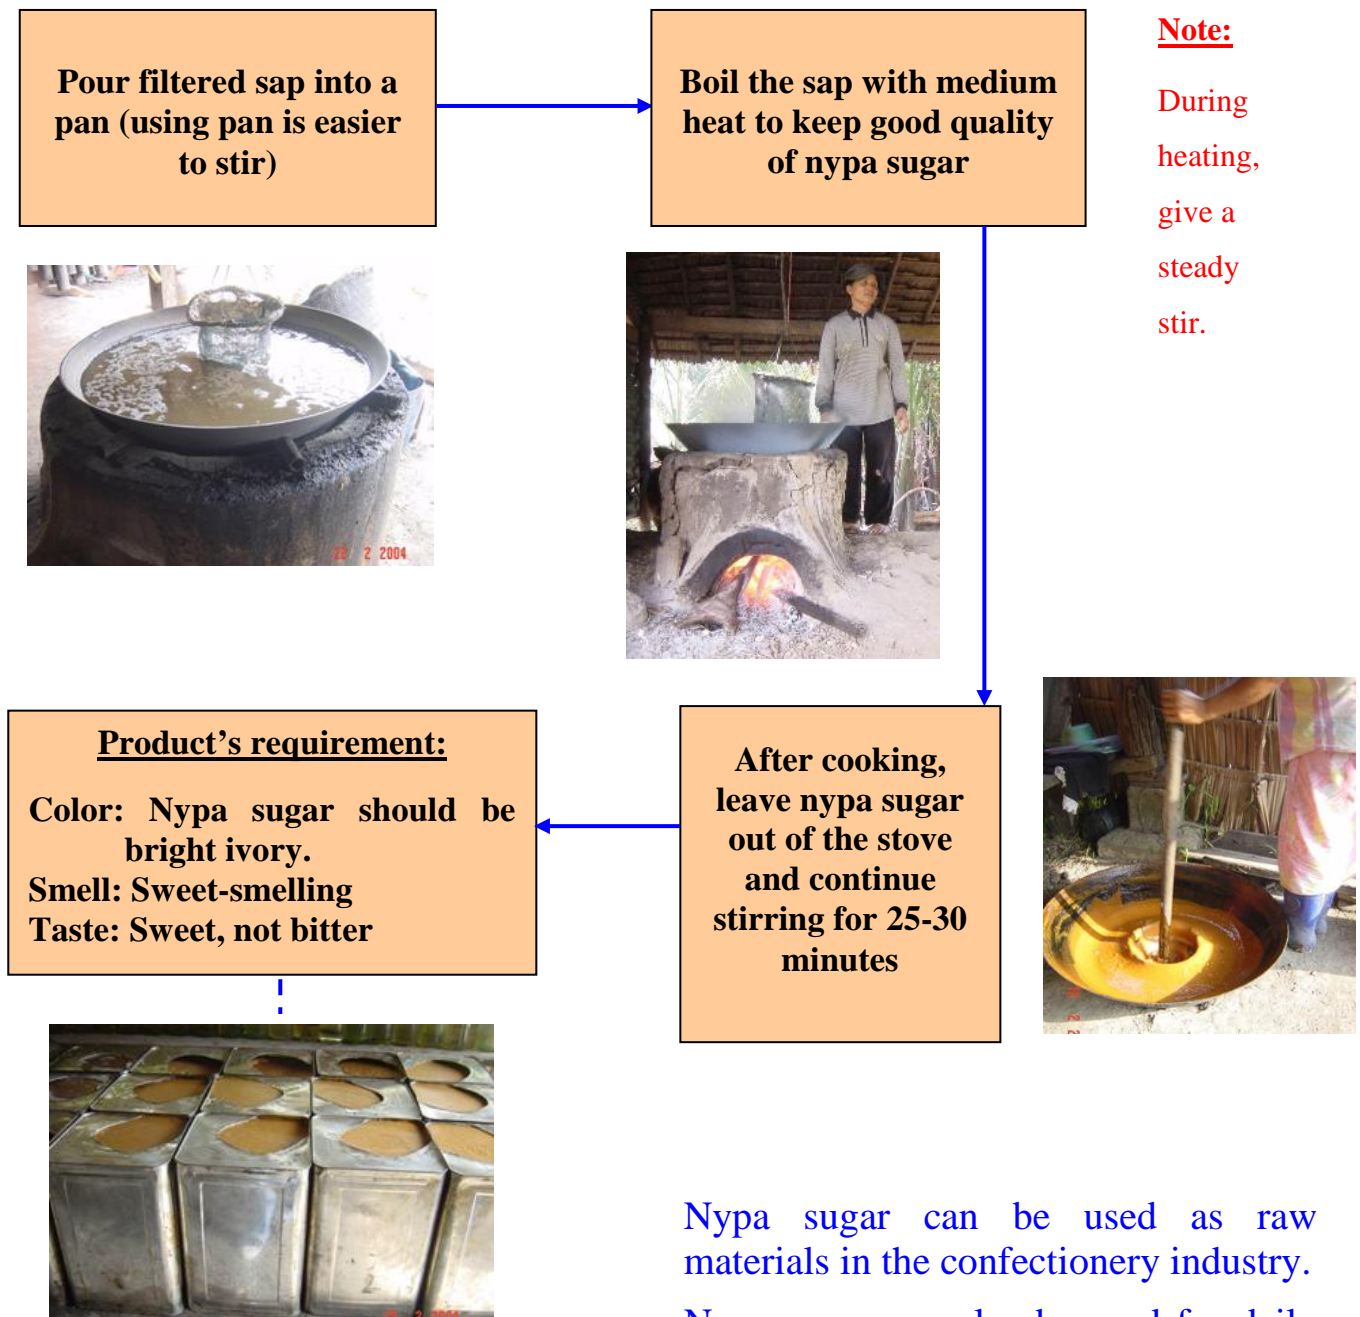 Pour filtered sap into a
pan (using pan is easier
to stir)
Boil the sap with medium
heat to keep good quality
of nypa sugar
Note:
During
heating,
give a
steady
stir.
2 2004
After cooking,
leave nypa sugar
out of the stove
and continue
stirring for 25-30
minutes
Product’s requirement:
Color: Nypa sugar should be
bright ivory.
Smell: Sweet-smelling
Taste: Sweet, not bitter
Nypa sugar can be used as raw
materials in the confectionery industry.